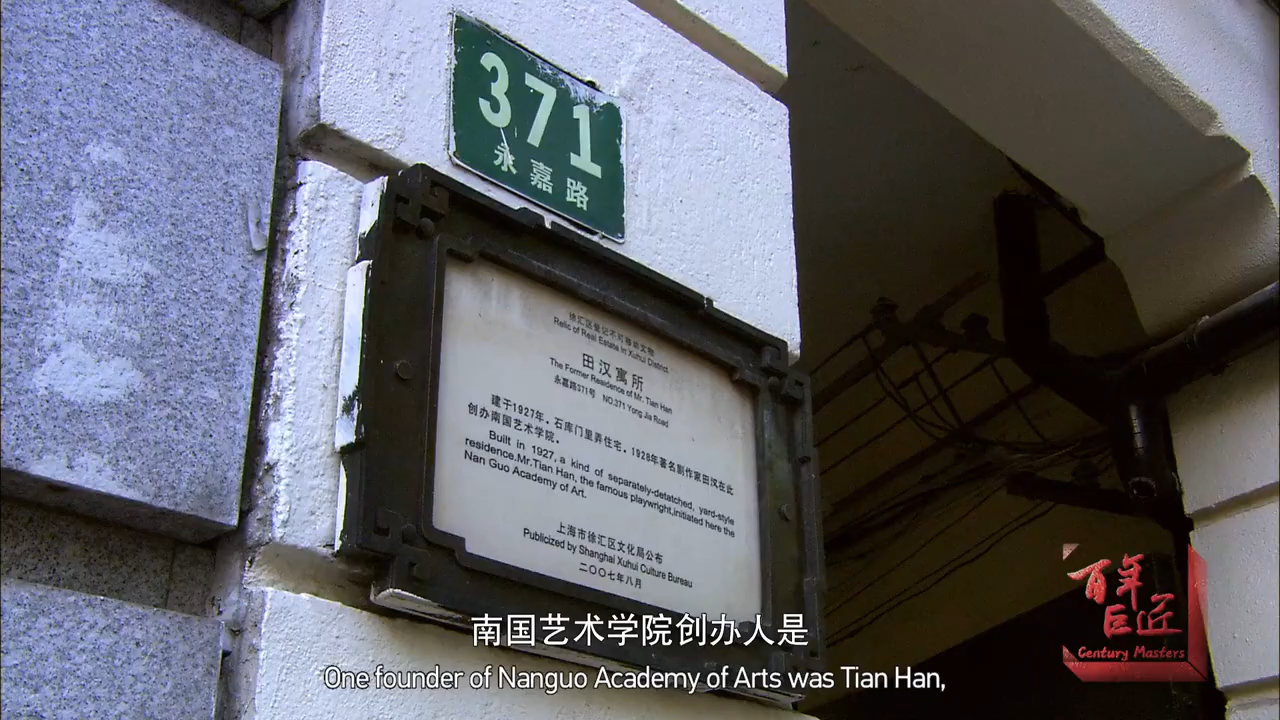 371
永嘉路
徐汇区登记不可移动文物
Relic of Real Estate in Xuhui District
田汉寓所
The Former Residence of Mr. Tian Han
永嘉路371号 NO.371 Yong Jia Road
建于1927年。石库门里弄住宅。1928年著名剧作家田汉在此
创办南国艺术学院。
Built in 1927, a kind of separately-detatched, yard-style
residence.Mr.Tian Han, the famous playwright,initiated here the
Nan Guo Academy of Art.
上海市徐汇区文化局公布
Publicized by Shanghai Xuhui Culture Bureau
二〇〇七年八月
南国艺术学院创办人是
One founder of Nanguo Academy of Arts was Tian Han,
百年
巨匠
Century Masters